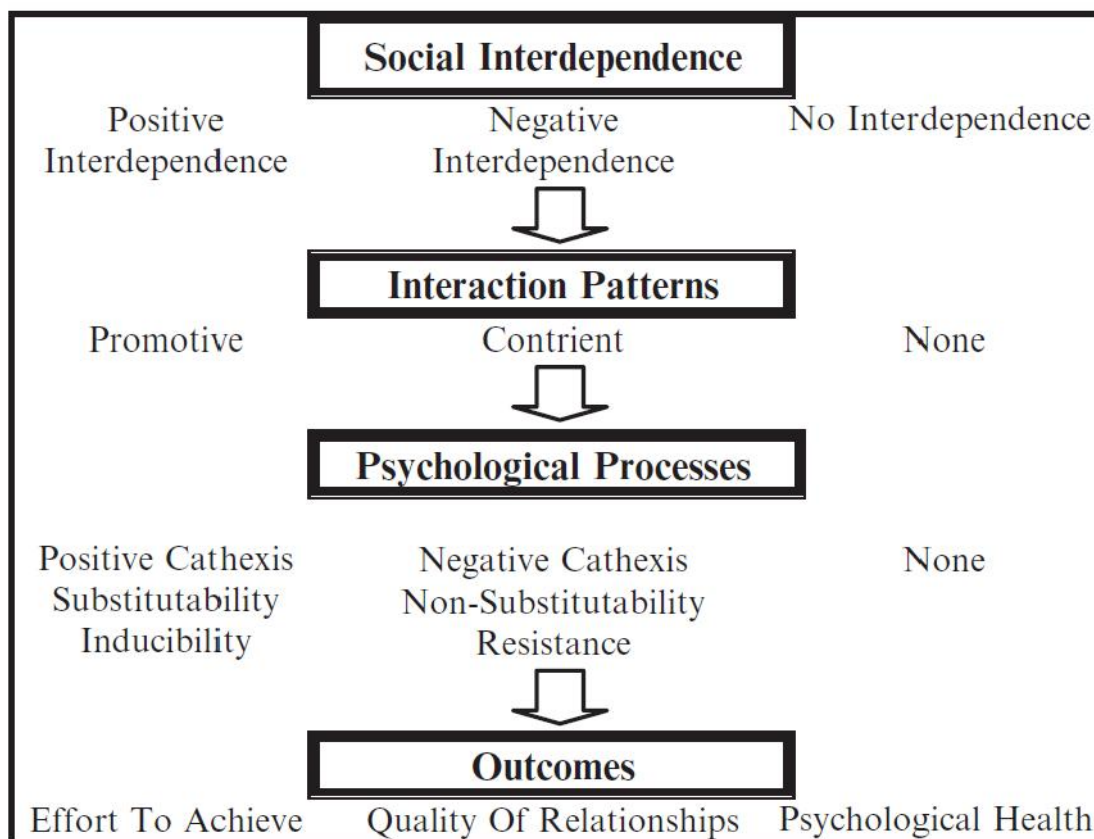 Social Interdependence
Positive Negative No Interdependence
Interdependence Interdependence
Interaction Patterns
Promotive Contrient None
Psychological Processes
Positive Cathexis Negative Cathexis None
Substitutability Non-Substitutability
Inducibility Resistance
Outcomes
Effort To Achieve Quality Of Relationships Psychological Health